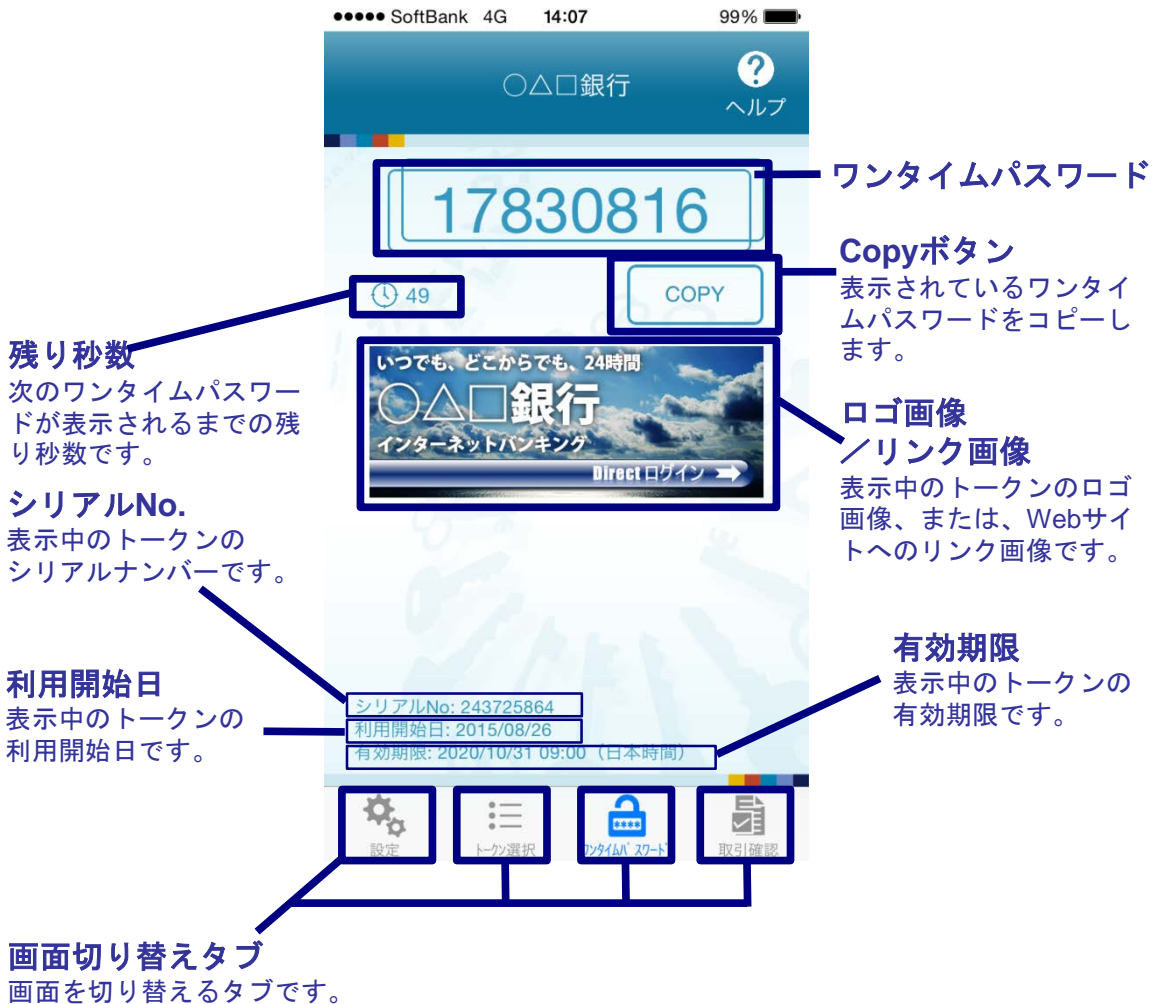 ●●●●● SoftBank 4G 14:07 99%
○△□銀行
?
ヘルプ
17830816
ワンタイムパスワード
49
COPY
Copyボタン
表示されているワンタイ
ムパスワードをコピーし
ます。
残り秒数
次のワンタイムパスワー
ドが表示されるまでの残
り秒数です。
いつでも、どこからでも、24時間
○△□銀行
インターネットバンキング
Direct ログイン
ロゴ画像
／リンク画像
表示中のトークンのロゴ
画像、または、Webサイ
トへのリンク画像です。
シリアルNo.
表示中のトークンの
シリアルナンバーです。
利用開始日
表示中のトークンの
利用開始日です。
シリアルNo: 243725864
利用開始日: 2015/08/26
有効期限: 2020/10/31 09:00（日本時間）
有効期限
表示中のトークンの
有効期限です。
設定
トークン選択
****
ワンタイムパスワード
取引確認
画面切り替えタブ
画面を切り替えるタブです。